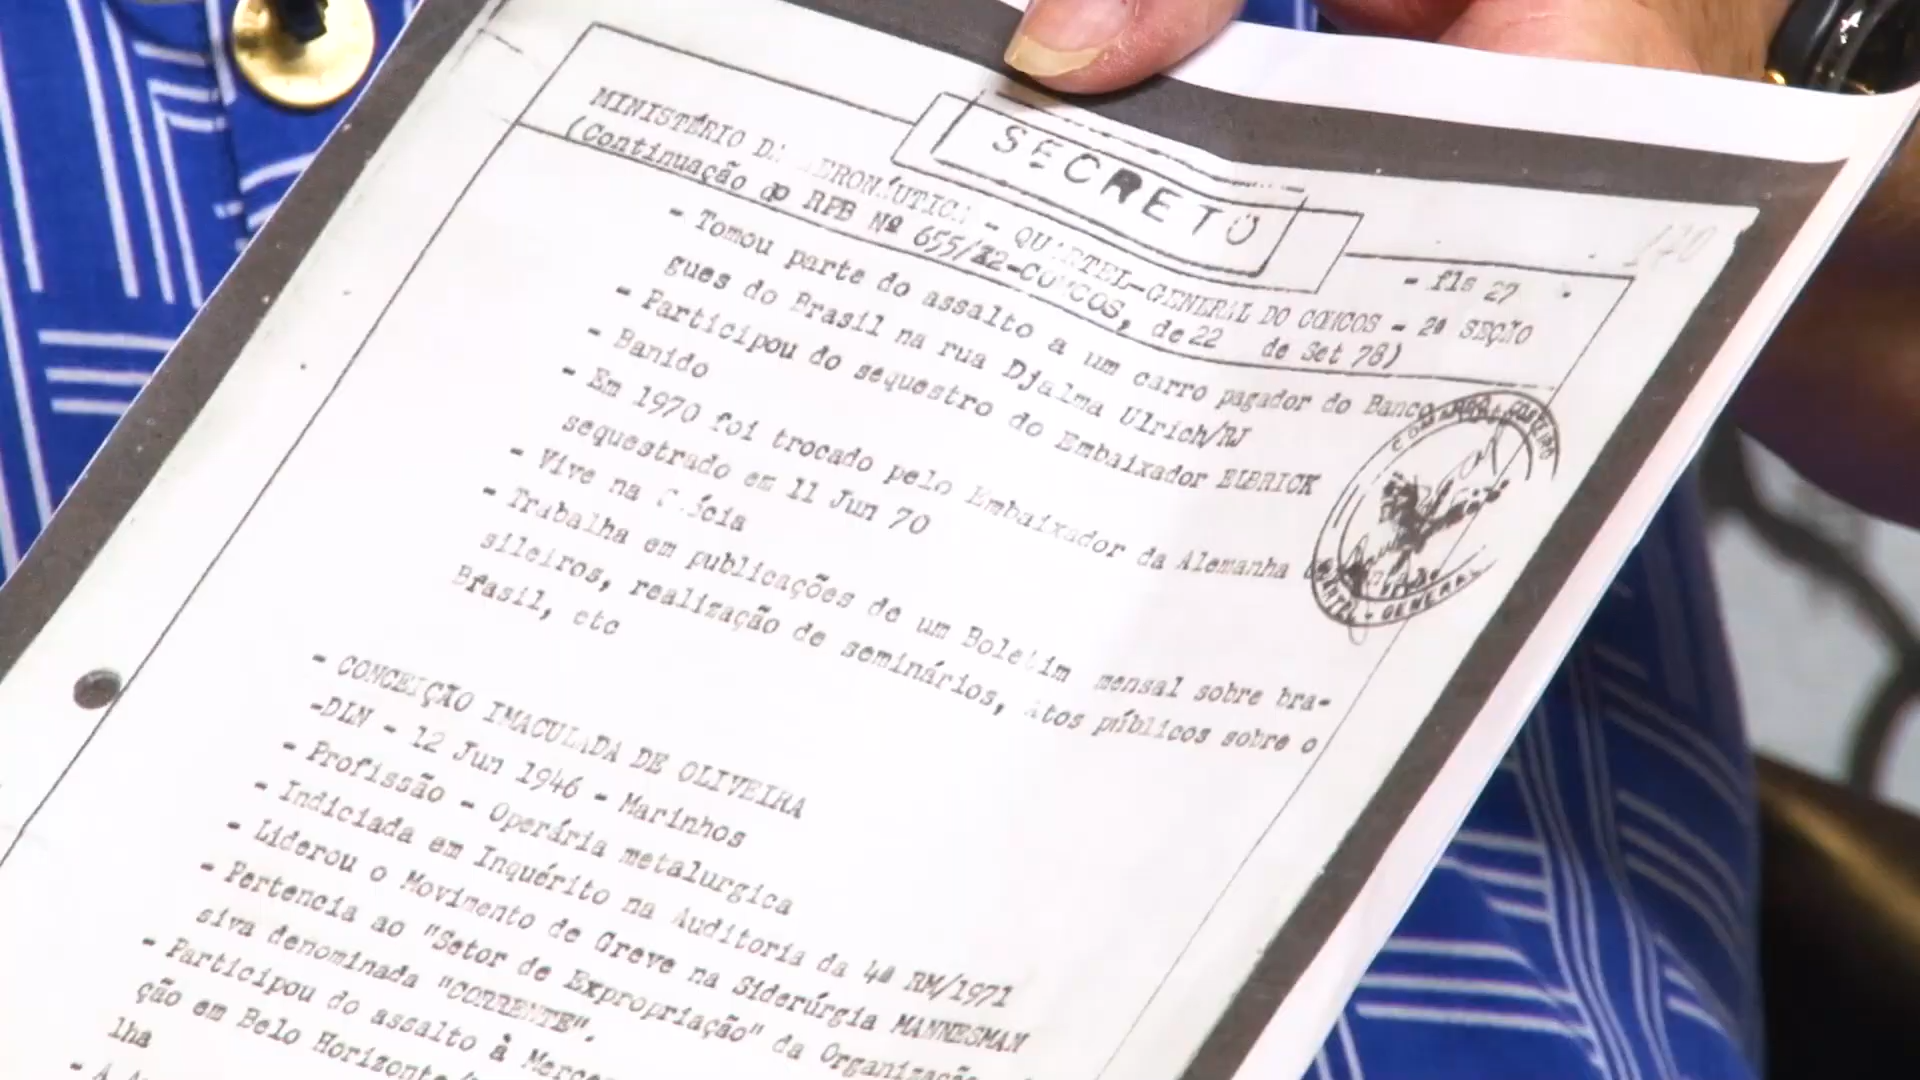 SECRETO
MINISTÉRIO DA AERONÁUTICA - QUARTEL-GENERAL DO COMCOS - 2ª SEÇÃO
(Continuação do RPB Nº 655/A2-COMCOS, de 22 de Set 78)
- fls 27 -
140
- Tomou parte do assalto a um carro pagador do Banco
gues do Brasil na rua Djalma Ulrich/RJ
- Participou do sequestro do Embaixador ELBRICK
- Banido
- Em 1970 foi trocado pelo Embaixador da Alemanha
sequestrado em 11 Jun 70
- Vive na
- Trabalha em publicações de um Boletim mensal sobre bra-
sileiros, realização de seminários, Atos públicos sobre o
Brasil, etc
QUARTEL - GENERAL
- CONCEIÇÃO IMACULADA DE OLIVEIRA
-DLN - 12 Jun 1946 - Marinhos
- Profissão - Operária metalurgica
- Indiciada em Inquérito na Auditoria da 4ª RM/1971
- Liderou o Movimento de Greve na Siderúrgia MANNESMAN
- Pertencia ao "Setor de Expropriação" da Organização
siva denominada "CORRENTE".
- Participou do assalto à
ção em Belo Horizonte
lha
- A